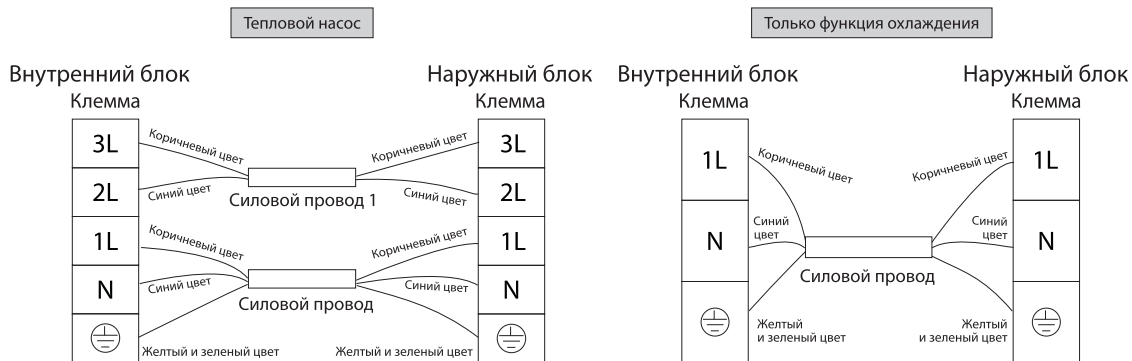 Тепловой насос
Внутренний блок
Клемма
Наружный блок
Клемма
3L
2L
1L
N
Коричневый цвет
Синий цвет
Коричневый цвет
Синий цвет
Желтый и зеленый цвет
Силовой провод 1
Силовой провод
Коричневый цвет
Синий цвет
Коричневый цвет
Синий цвет
Желтый и зеленый цвет
3L
2L
1L
N
Только функция охлаждения
Внутренний блок
Клемма
Наружный блок
Клемма
1L
N
Коричневый цвет
Синий
цвет
Желтый
и зеленый цвет
Силовой провод
Коричневый цвет
Синий
цвет
Желтый
и зеленый цвет
1L
N